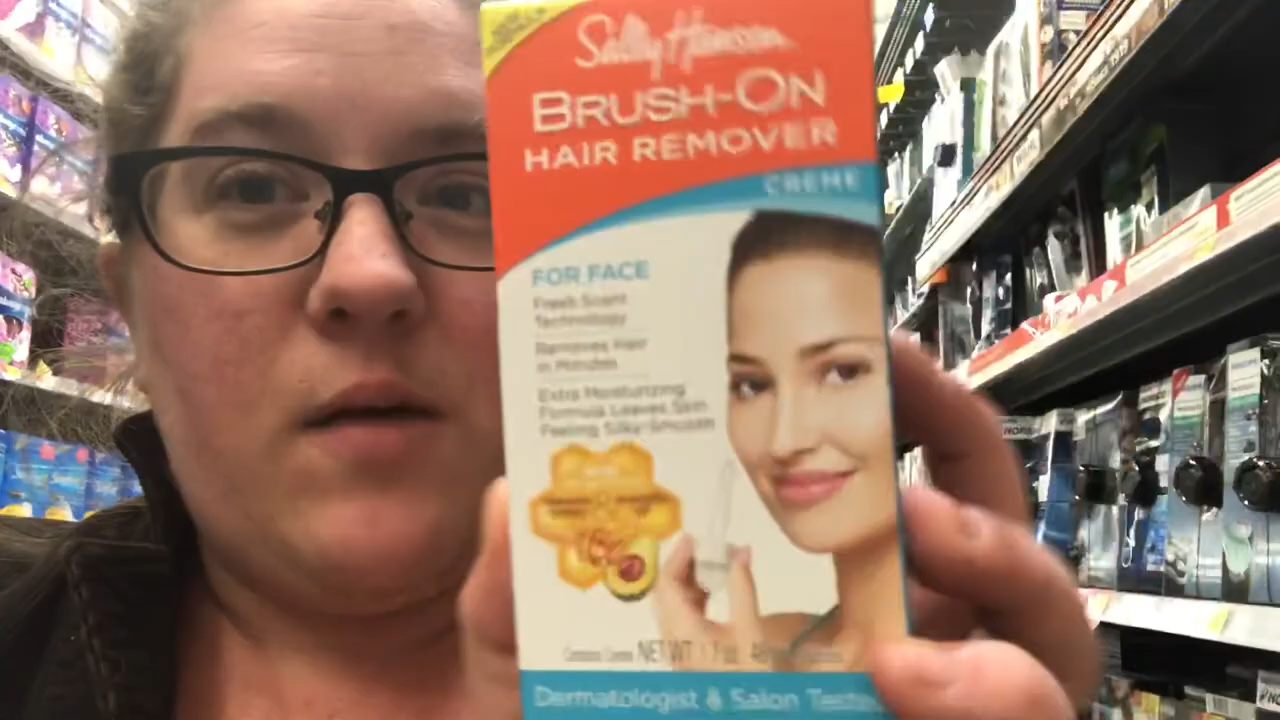 Sally Hansen
BRUSH-ON
HAIR REMOVER
CREME
FOR FACE
Fresh Scent
Technology
Removes Hair
in Minutes
Extra Moisturizing
Formula Leaves Skin
Feeling Silky-Smooth
NET WT
Dermatologist & Salon Teste